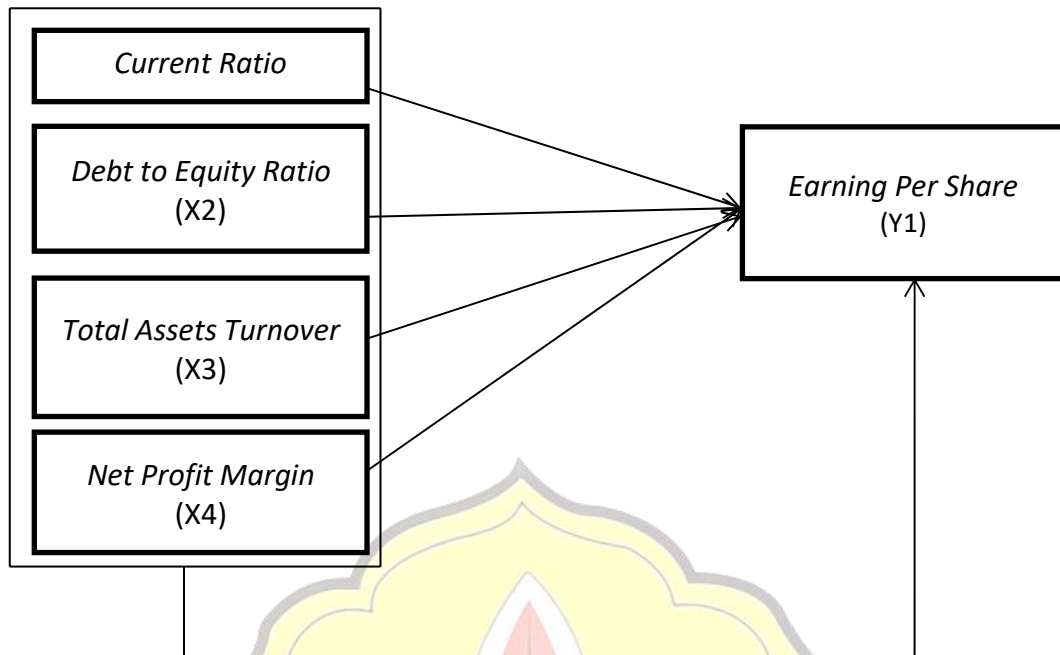 Current Ratio
Debt to Equity Ratio
(X2)
Total Assets Turnover
(X3)
Net Profit Margin
(X4)
Earning Per Share
(Y1)